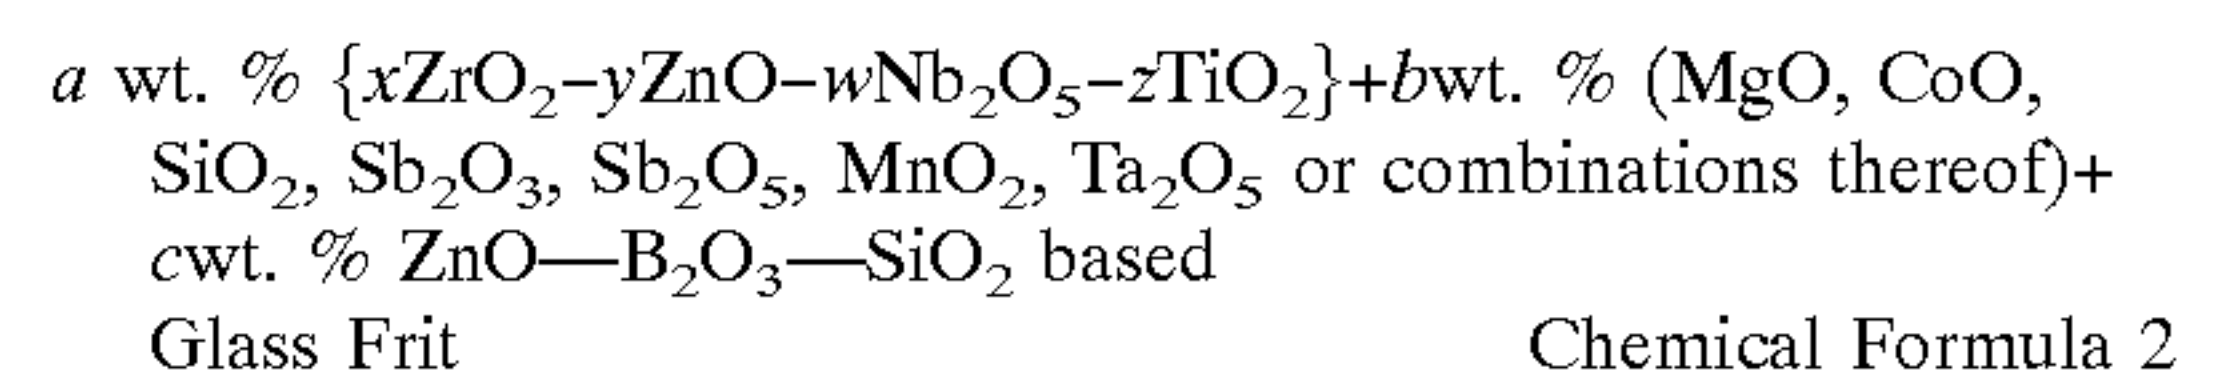 a wt. % {xZrO₂–yZnO–wNb₂O₅–zTiO₂}+bwt. % (MgO, CoO,
SiO₂, Sb₂O₃, Sb₂O₅, MnO₂, Ta₂O₅ or combinations thereof)+
cwt. % ZnO—B₂O₃—SiO₂ based
Glass Frit Chemical Formula 2